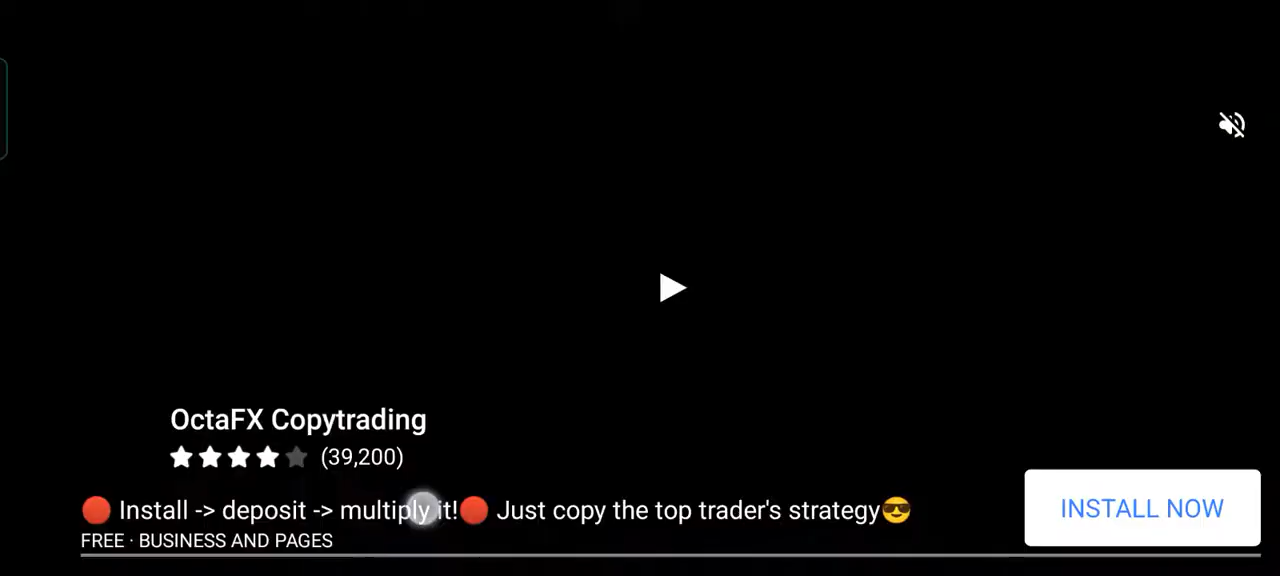 OctaFX Copytrading
(39,200)
🔴 Install -> deposit -> multiply it!🔴 Just copy the top trader's strategy😎
FREE · BUSINESS AND PAGES
INSTALL NOW